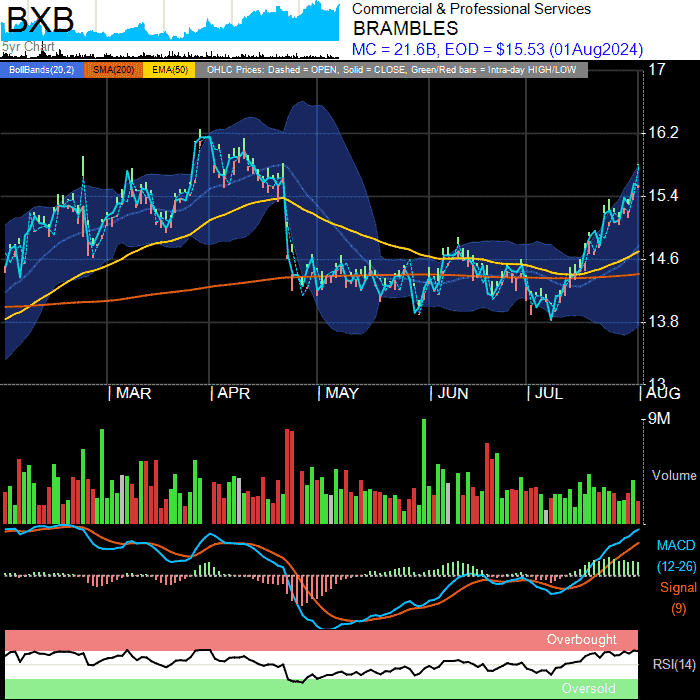 BXB
5yr Chart
Commercial & Professional Services
BRAMBLES
MC = 21.6B, EOD = $15.53 (01Aug2024)
BollBands(20,2) SMA(200) EMA(50) OHLC Prices: Dashed = OPEN, Solid = CLOSE, Green/Red bars = Intra-day HIGH/LOW
17
16.2
15.4
14.6
13.8
13
MAR APR MAY JUN JUL AUG
9M
Volume
MACD
(12-26)
Signal
(9)
Overbought
RSI(14)
Oversold